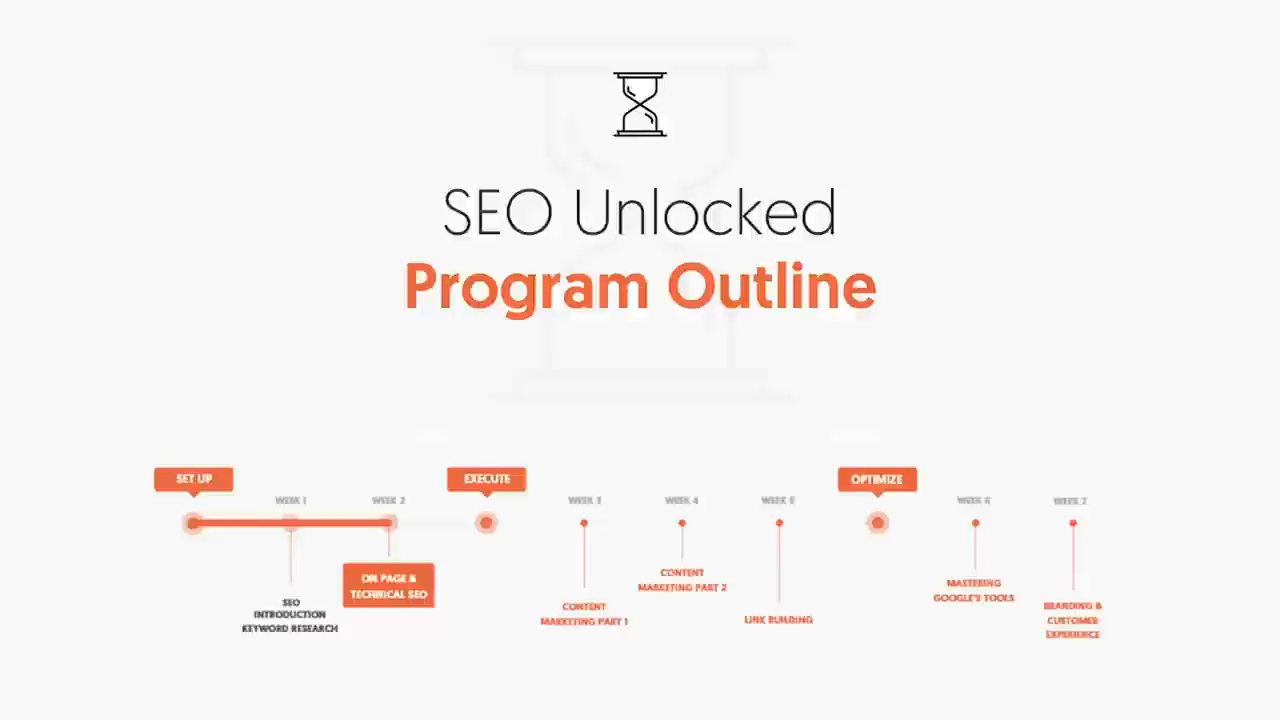 SEO Unlocked
Program Outline
SET UP
WEEK 1
WEEK 2
EXECUTE
WEEK 3
WEEK 4
WEEK 5
OPTIMIZE
WEEK 6
WEEK 7
SEO
INTRODUCTION
KEYWORD RESEARCH
ON PAGE &
TECHNICAL SEO
CONTENT
MARKETING PART 1
CONTENT
MARKETING PART 2
LINK BUILDING
MASTERING
GOOGLE'S TOOLS
BRANDING &
CUSTOMER
EXPERIENCE